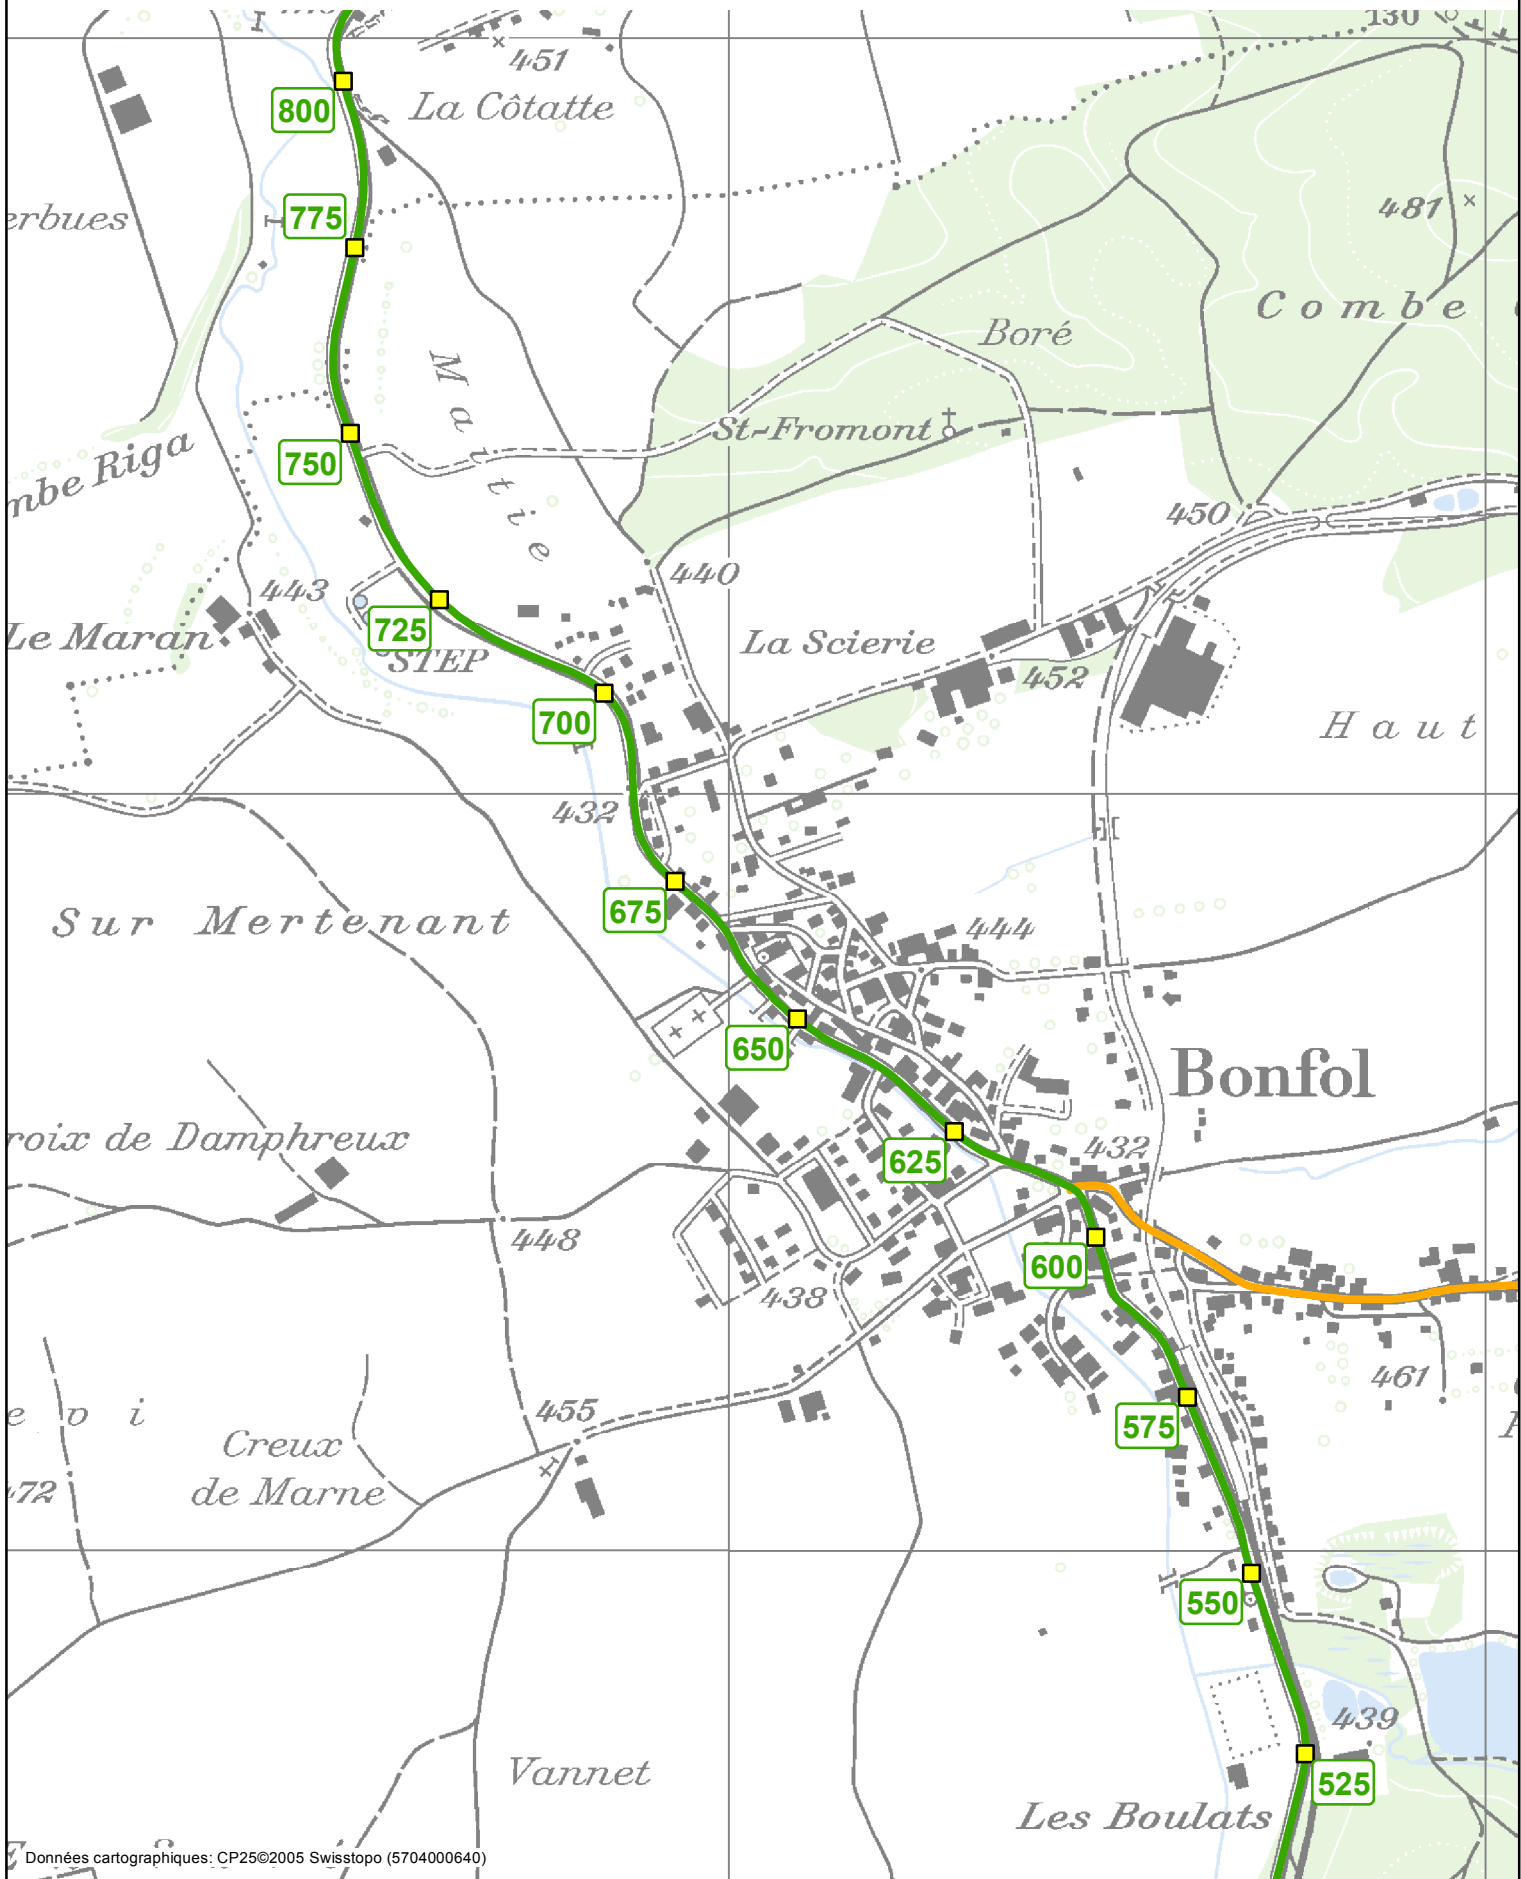 130
451
800
La Côtatte
775
erbues
481
Combe
Boré
Mautie
St-Fromont
750
mbe Riga
450
440
443
725
Le Maran
STEP
La Scierie
452
700
Haut
432
675
Sur Mertenant
444
650
Bonfol
roix de Damphreux
625
432
448
600
438
461
e v i
455
575
Creux
de Marne
472
550
439
Vannet
525
Les Boulats
Données cartographiques: CP25©2005 Swisstopo (5704000640)